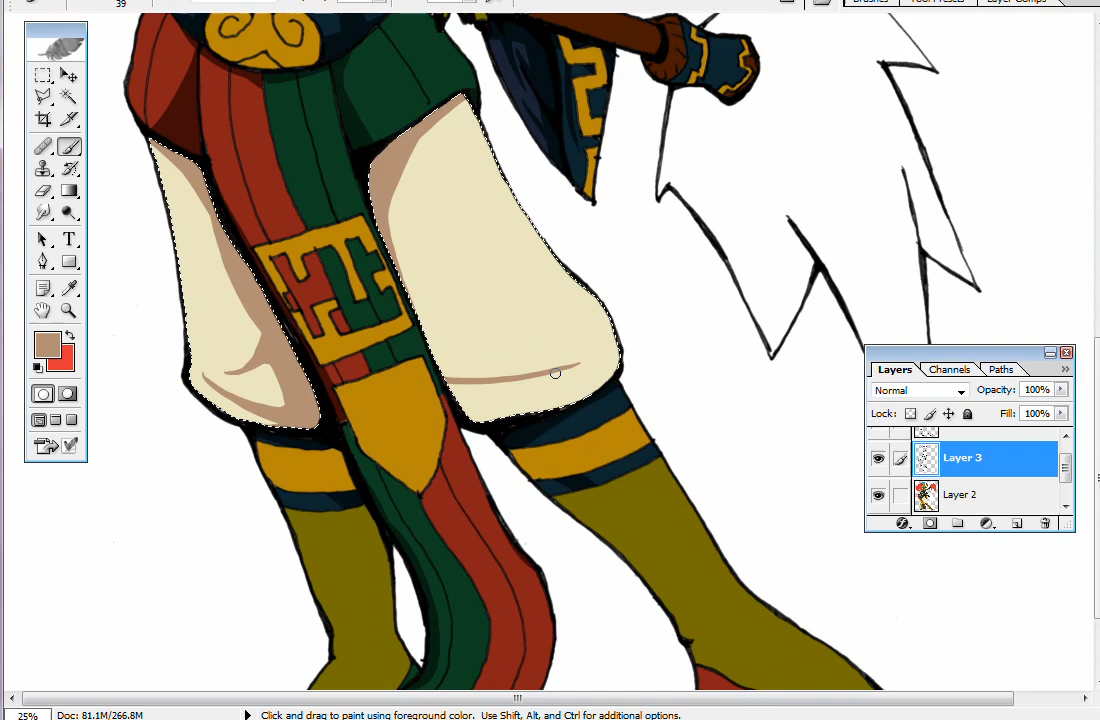 39
Brushes Tool Presets Layer Comps
T
Layers Channels Paths
Normal Opacity: 100%
Lock: Fill: 100%
Layer 3
Layer 2
25% Doc: 81.1M/266.8M Click and drag to paint using foreground color. Use Shift, Alt, and Ctrl for additional options.